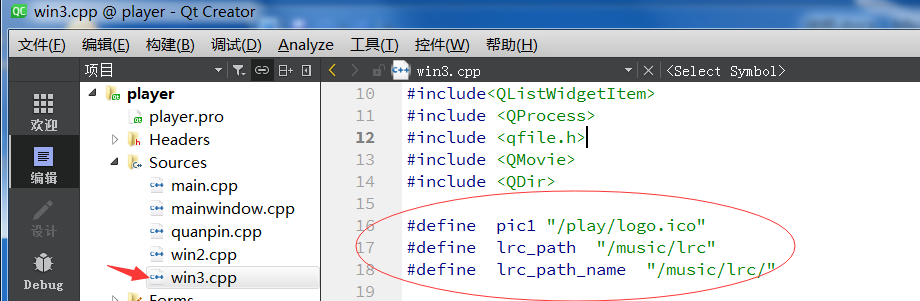 win3.cpp @ player - Qt Creator
文件(F) 编辑(E) 构建(B) 调试(D) Analyze 工具(T) 控件(W) 帮助(H)
项目 win3.cpp <Select Symbol>
欢迎
编辑
设计
Debug
player
player.pro
Headers
Sources
main.cpp
mainwindow.cpp
quanpin.cpp
win2.cpp
win3.cpp
Forms
10 #include<QListWidgetItem>
11 #include <QProcess>
12 #include <qfile.h>
13 #include <QMovie>
14 #include <QDir>
15
16 #define  pic1 "/play/logo.ico"
17 #define  lrc_path  "/music/lrc"
18 #define  lrc_path_name  "/music/lrc/"
19